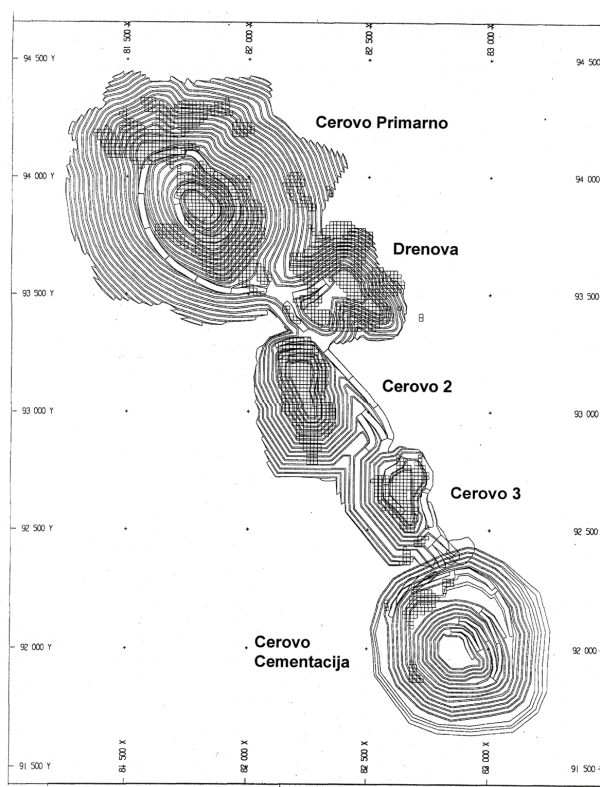 81 500 X
82 000 X
82 500 X
83 000 X
94 500 Y
94 500
Cerovo Primarno
94 000 Y
94 000
Drenova
93 500 Y
93 500
Cerovo 2
93 000 Y
93 000
Cerovo 3
92 500 Y
92 500
Cerovo
Cementacija
92 000 Y
92 000
91 500 Y
91 500
81 500 X
82 000 X
82 500 X
83 000 X